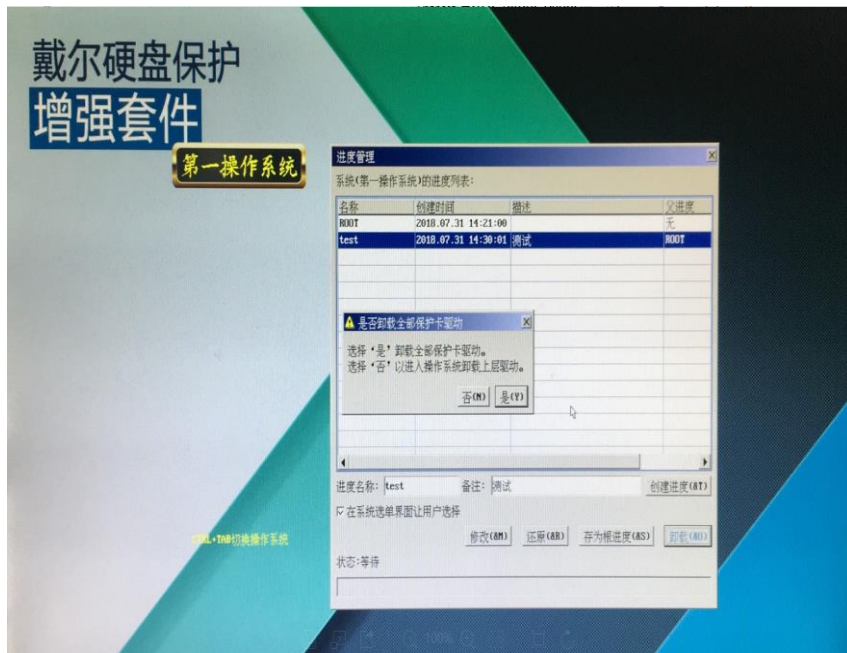 戴尔硬盘保护
增强套件
第一操作系统
进度管理
系统(第一操作系统)的进度列表:
名称 创建时间 描述 父进度
ROOT 2018.07.31 14:21:00 无
test 2018.07.31 14:30:01 测试 ROOT
是否卸载全部保护卡驱动
选择‘是’卸载全部保护卡驱动。
选择‘否’以进入操作系统卸载上层驱动。
否(N) 是(Y)
进度名称: test 备注: 测试 创建进度(&T)
在系统选单界面让用户选择
修改(&M) 还原(&R) 存为根进度(&S) 卸载(&U)
CTRL+TAB切换操作系统
状态:等待
100%